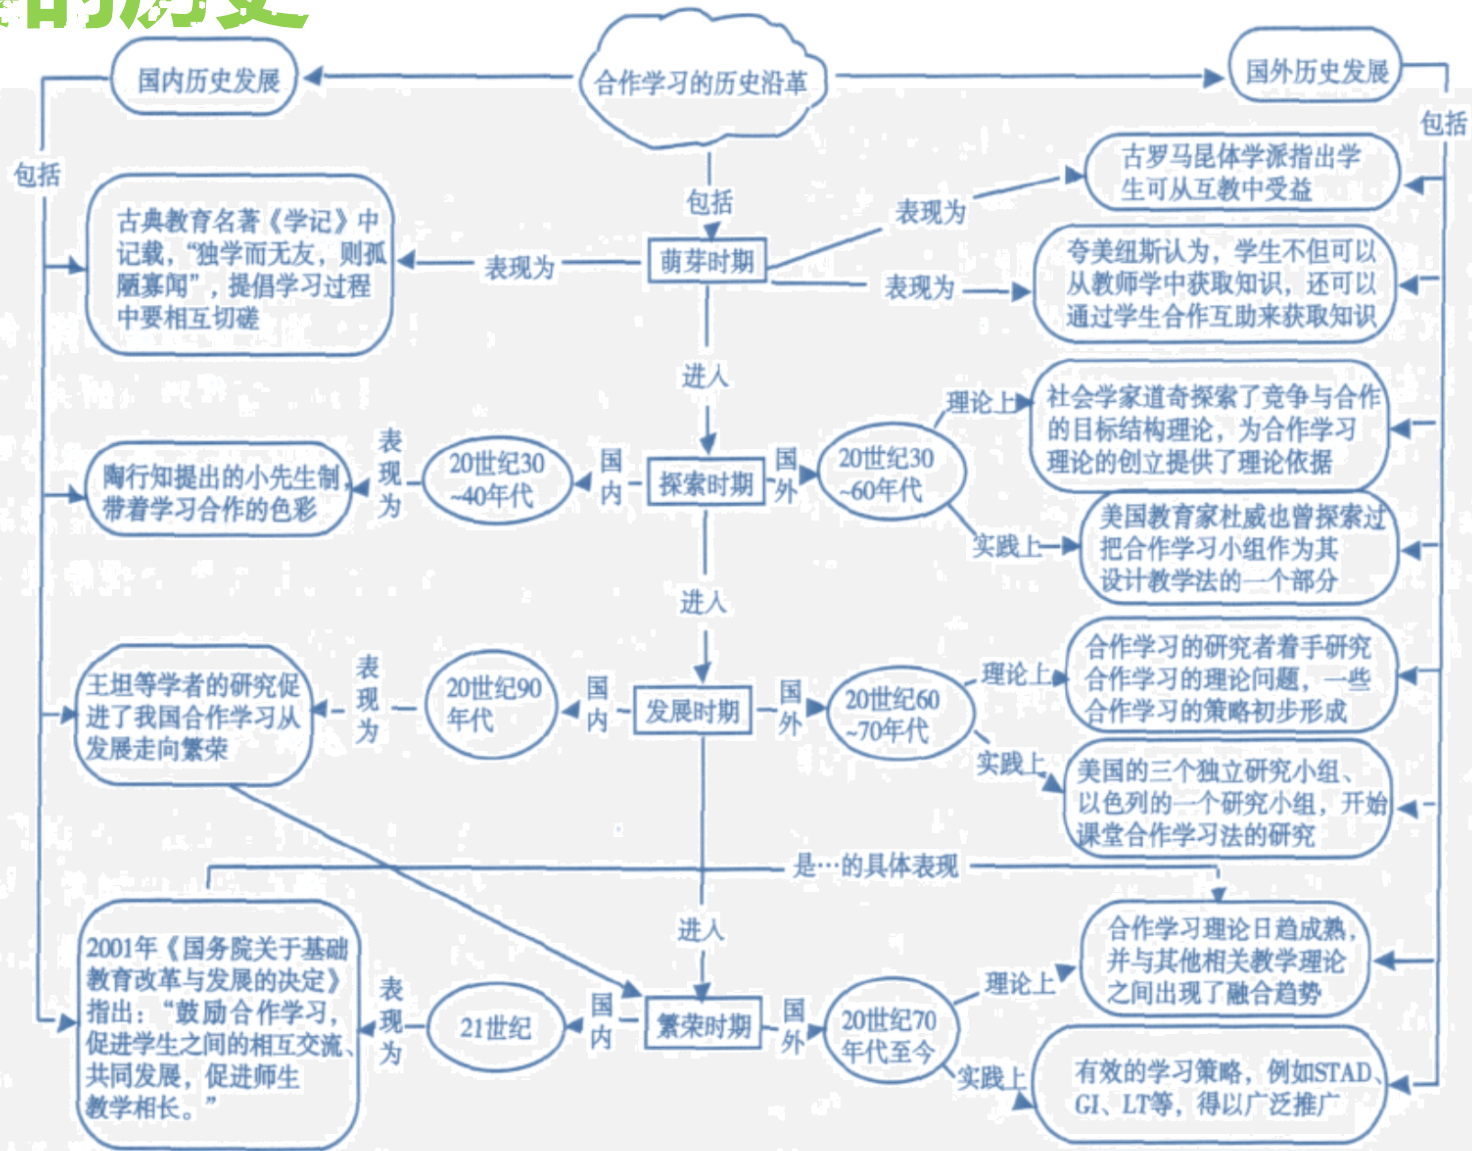 的历史
国内历史发展
合作学习的历史沿革
国外历史发展
包括
包括
包括
古典教育名著《学记》中
记载，“独学而无友，则孤
陋寡闻”，提倡学习过程
中要相互切磋
表现为
萌芽时期
表现为
古罗马昆体学派指出学
生可从互教中受益
表现为
夸美纽斯认为，学生不但可以
从教师学中获取知识，还可以
通过学生合作互助来获取知识
进入
陶行知提出的小先生制，
带着学习合作的色彩
表现为
20世纪30
~40年代
国内
探索时期
国外
20世纪30
~60年代
理论上
社会学家道奇探索了竞争与合作
的目标结构理论，为合作学习
理论的创立提供了理论依据
实践上
美国教育家杜威也曾探索过
把合作学习小组作为其
设计教学法的一个部分
进入
王坦等学者的研究促
进了我国合作学习从
发展走向繁荣
表现为
20世纪90
年代
国内
发展时期
国外
20世纪60
~70年代
理论上
合作学习的研究者着手研究
合作学习的理论问题，一些
合作学习的策略初步形成
实践上
美国的三个独立研究小组、
以色列的一个研究小组，开始
课堂合作学习法的研究
是…的具体表现
进入
2001年《国务院关于基础
教育改革与发展的决定》
指出：“鼓励合作学习，
促进学生之间的相互交流、
共同发展，促进师生
教学相长。”
表现为
21世纪
国内
繁荣时期
国外
20世纪70
年代至今
理论上
合作学习理论日趋成熟，
并与其他相关教学理论
之间出现了融合趋势
实践上
有效的学习策略，例如STAD、
GI、LT等，得以广泛推广